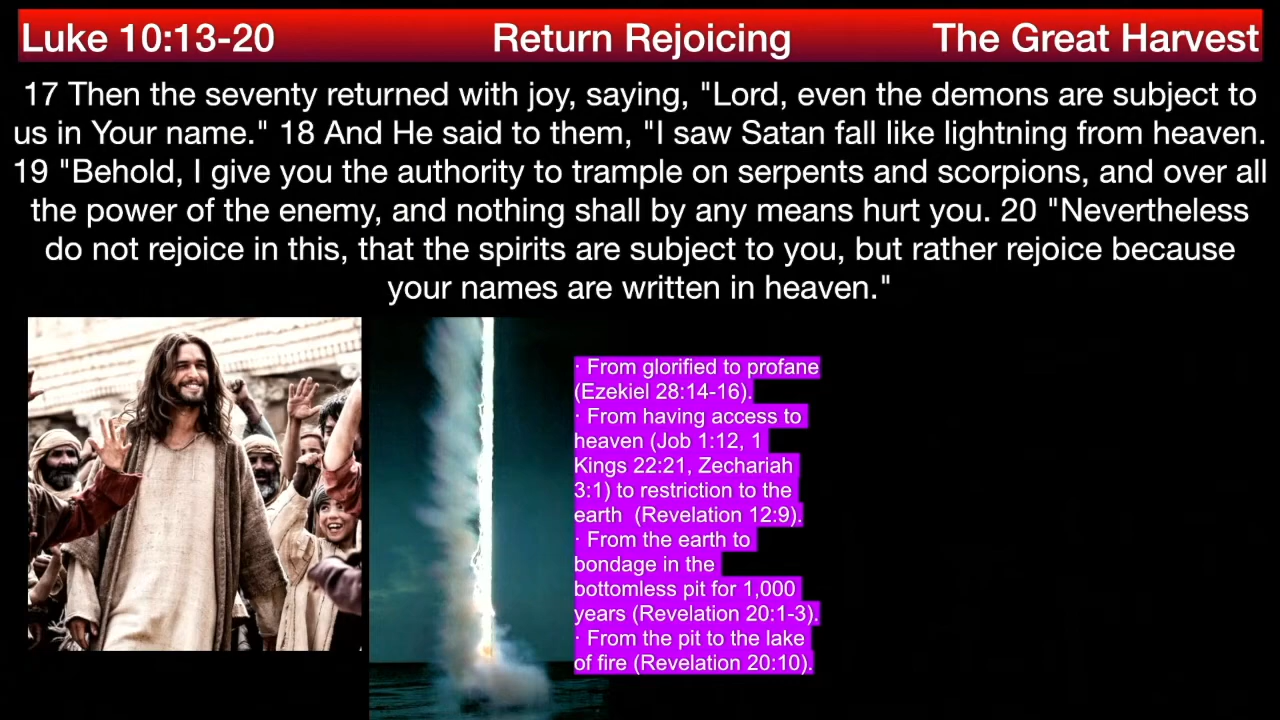 Luke 10:13-20 Return Rejoicing The Great Harvest
17 Then the seventy returned with joy, saying, "Lord, even the demons are subject to
us in Your name." 18 And He said to them, "I saw Satan fall like lightning from heaven.
19 "Behold, I give you the authority to trample on serpents and scorpions, and over all
the power of the enemy, and nothing shall by any means hurt you. 20 "Nevertheless
do not rejoice in this, that the spirits are subject to you, but rather rejoice because
your names are written in heaven."
· From glorified to profane
(Ezekiel 28:14-16).
· From having access to
heaven (Job 1:12, 1
Kings 22:21, Zechariah
3:1) to restriction to the
earth  (Revelation 12:9).
· From the earth to
bondage in the
bottomless pit for 1,000
years (Revelation 20:1-3).
· From the pit to the lake
of fire (Revelation 20:10).